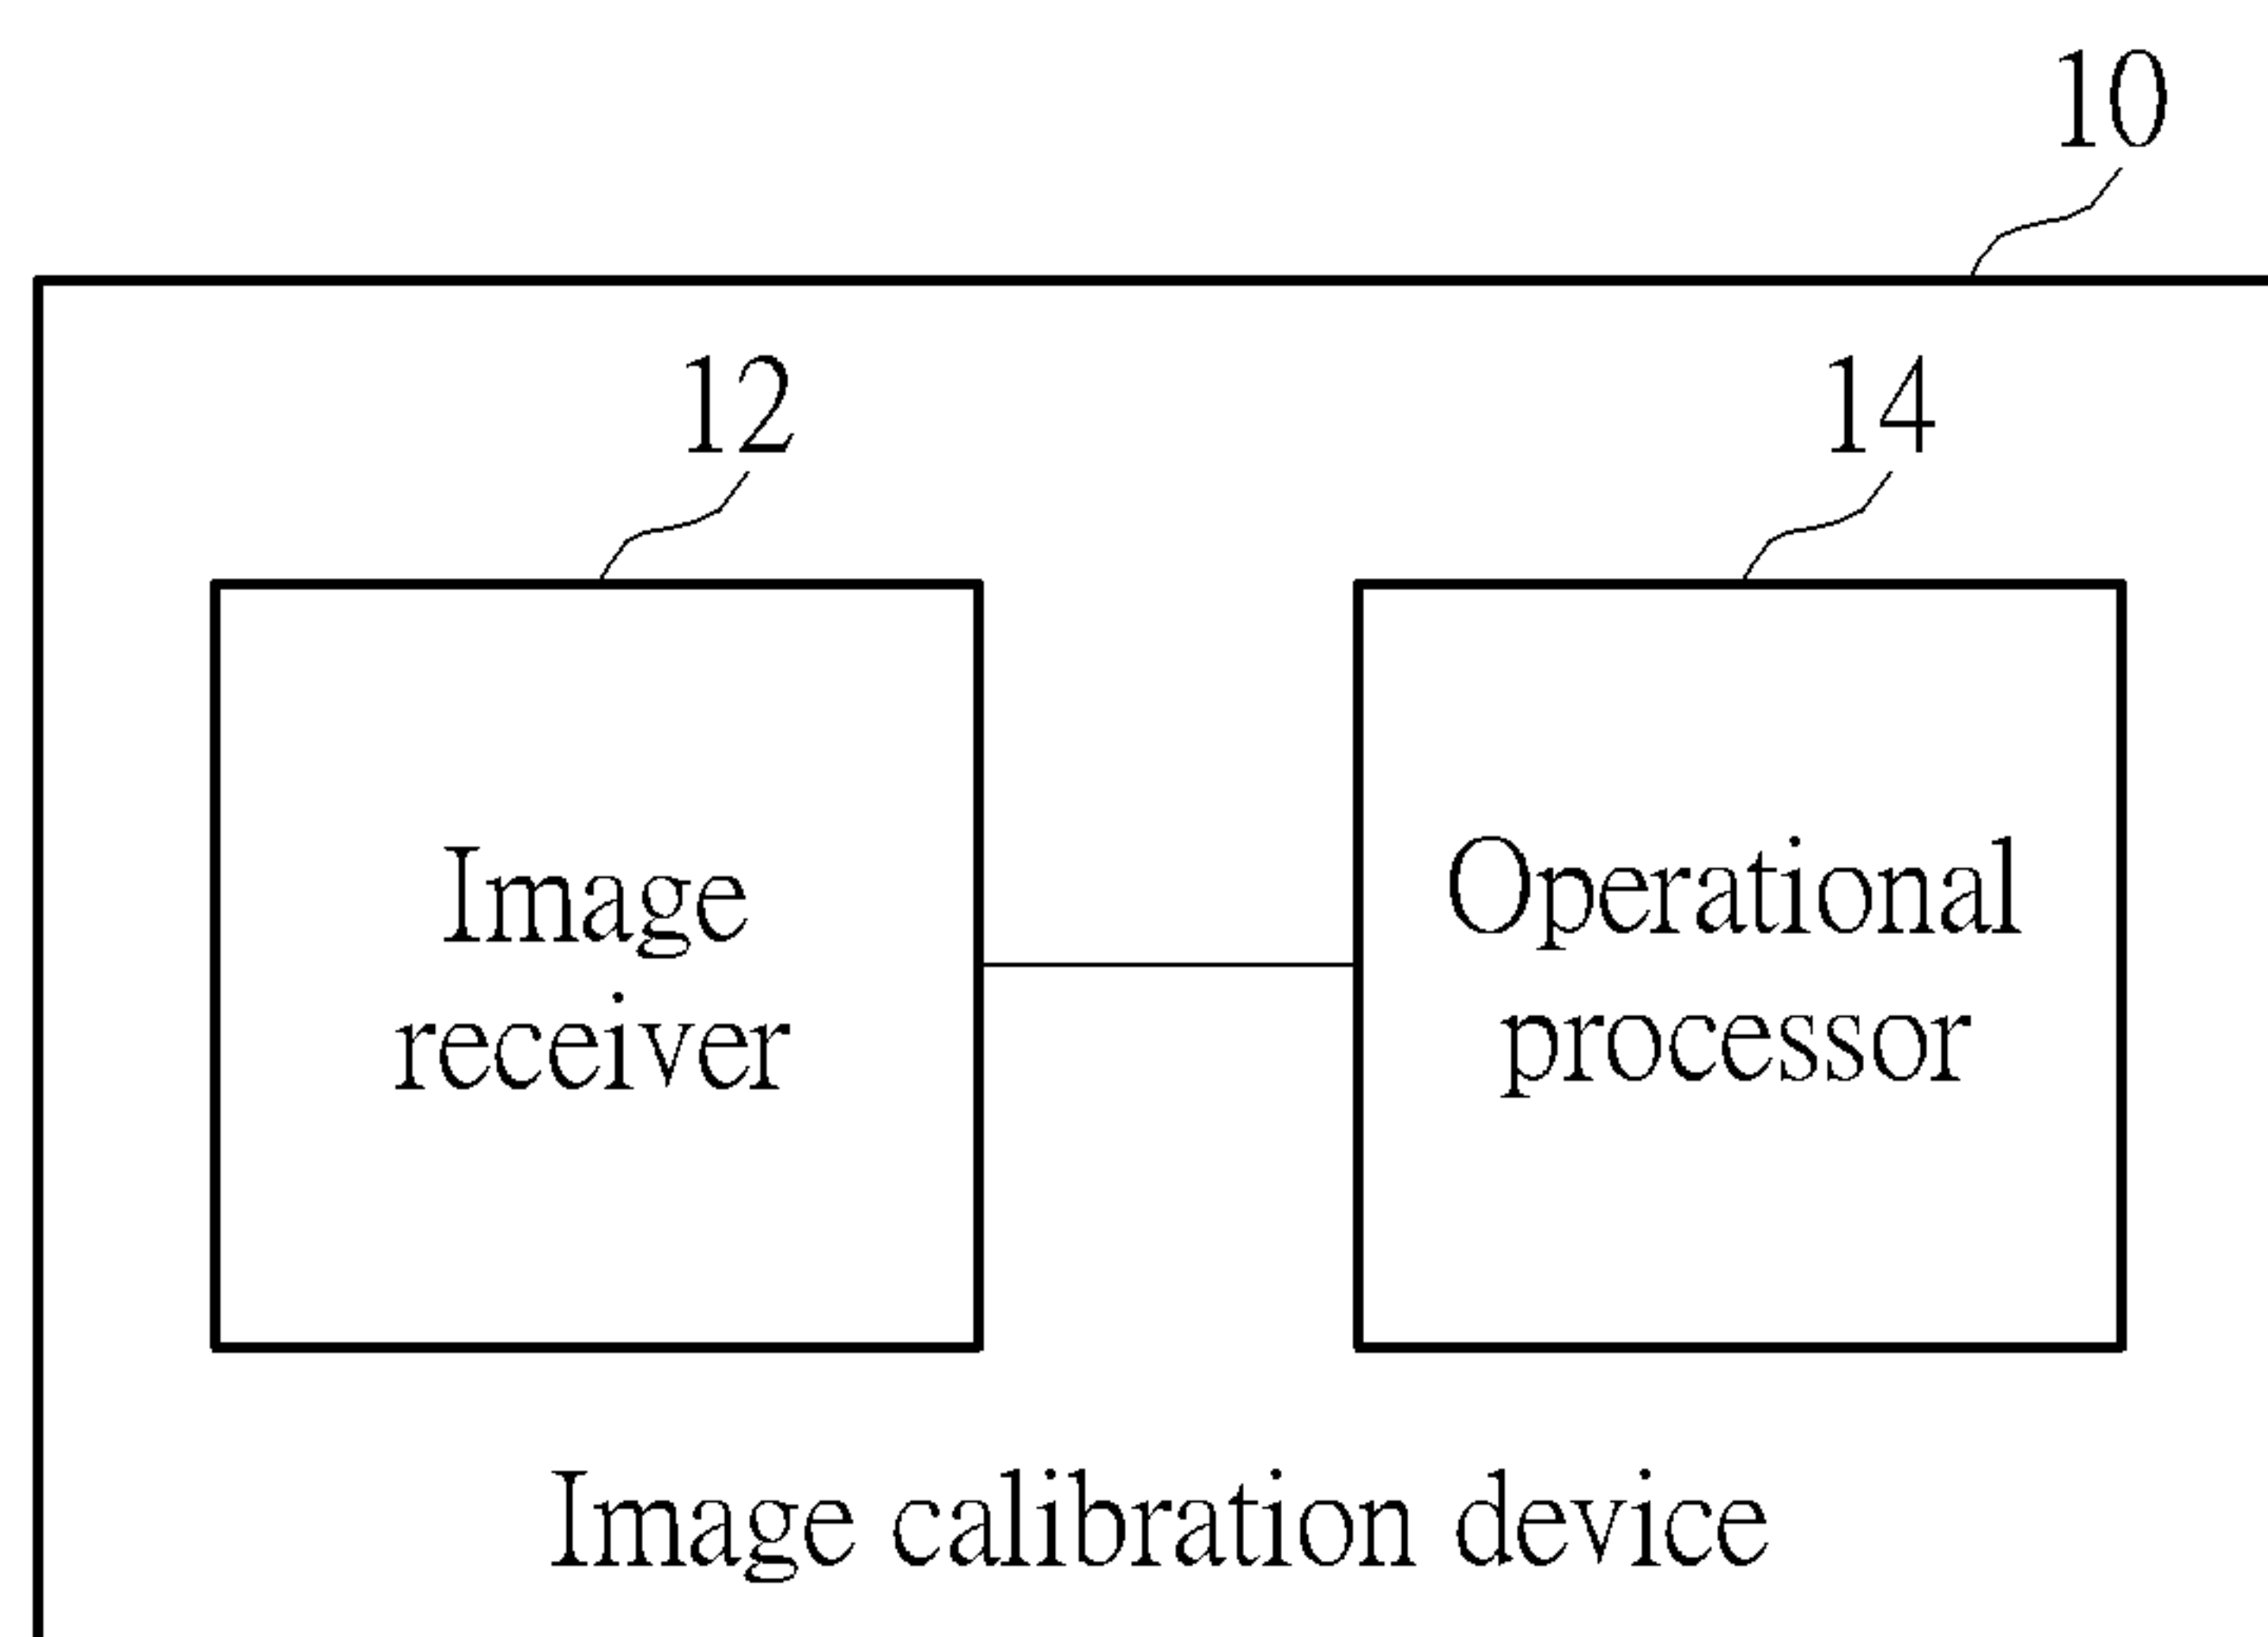 10
12
14
Image
receiver
Operational
processor
Image calibration device